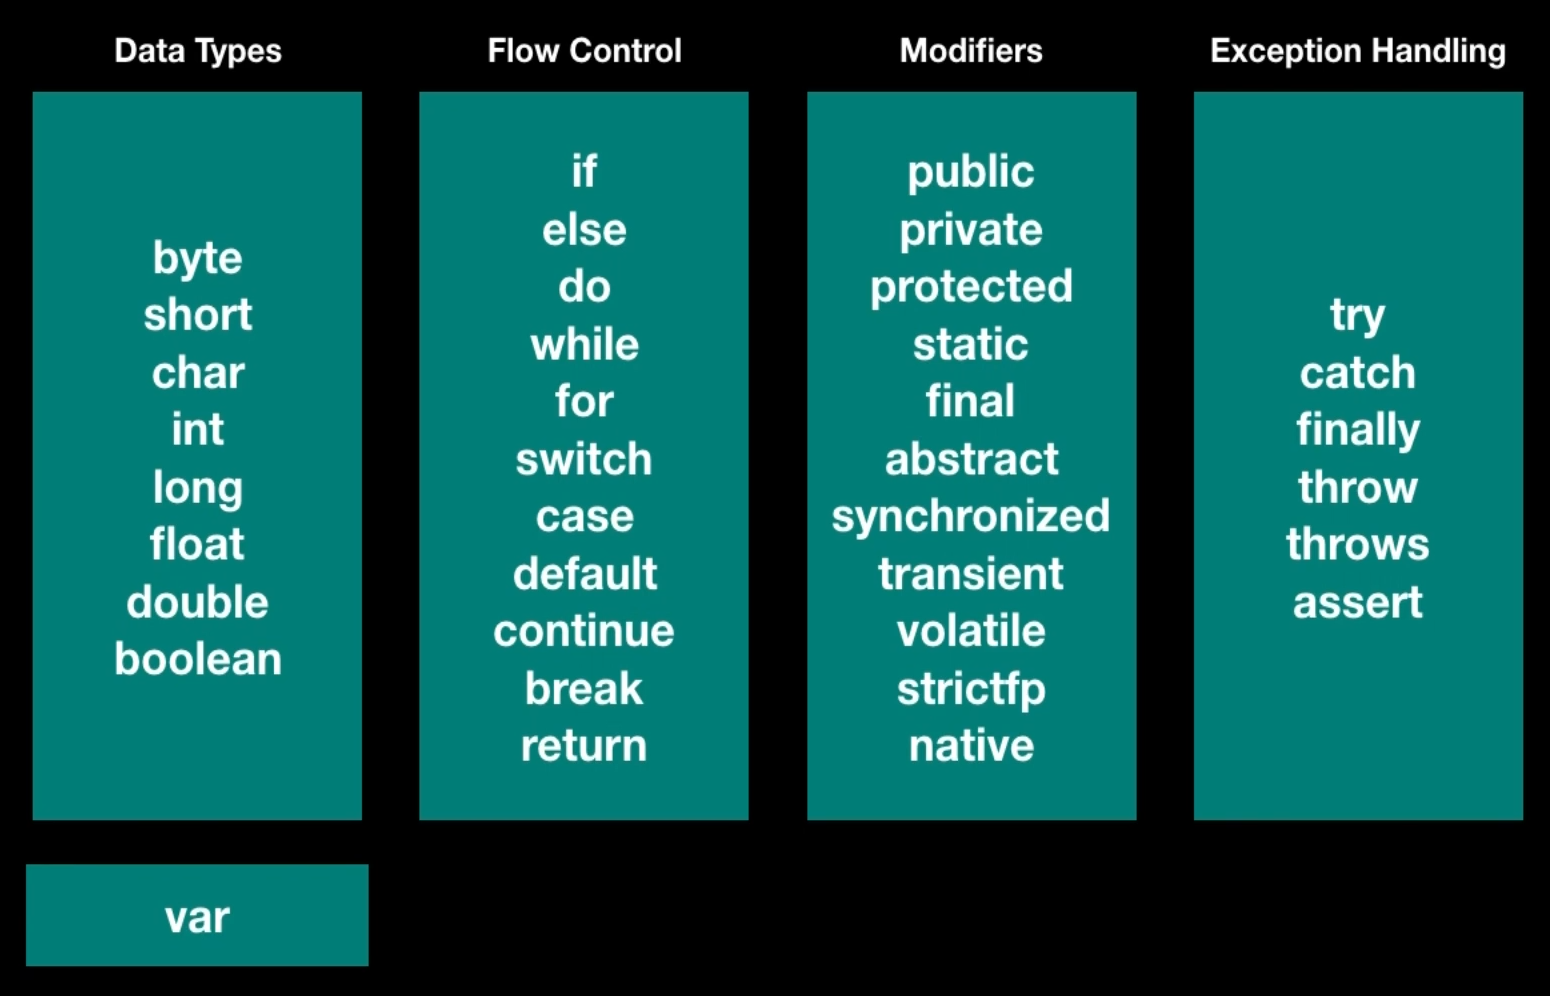 Data Types
byte
short
char
int
long
float
double
boolean
var
Flow Control
if
else
do
while
for
switch
case
default
continue
break
return
Modifiers
public
private
protected
static
final
abstract
synchronized
transient
volatile
strictfp
native
Exception Handling
try
catch
finally
throw
throws
assert